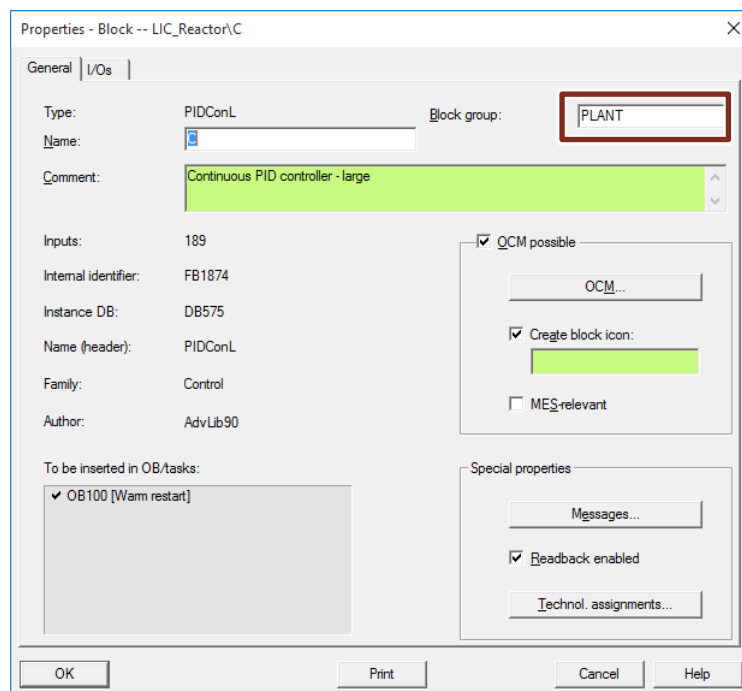 Properties - Block -- LIC_Reactor\C
General
I/Os
Type:
PIDConL
Block group:
PLANT
Name:
C
Comment:
Continuous PID controller - large
Inputs:
189
OCM possible
Internal identifier:
FB1874
OCM...
Instance DB:
DB575
Create block icon:
Name (header):
PIDConL
Family:
Control
MES-relevant
Author:
AdvLib90
To be inserted in OB/tasks:
OB100 [Warm restart]
Special properties
Messages...
Readback enabled
Technol. assignments...
OK
Print
Cancel
Help